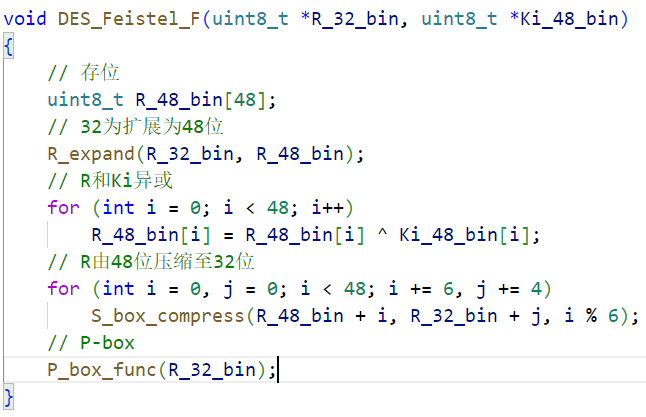 void DES_Feistel_F(uint8_t *R_32_bin, uint8_t *Ki_48_bin)
{
    // 存位
    uint8_t R_48_bin[48];
    // 32为扩展为48位
    R_expand(R_32_bin, R_48_bin);
    // R和Ki异或
    for (int i = 0; i < 48; i++)
        R_48_bin[i] = R_48_bin[i] ^ Ki_48_bin[i];
    // R由48位压缩至32位
    for (int i = 0, j = 0; i < 48; i += 6, j += 4)
        S_box_compress(R_48_bin + i, R_32_bin + j, i % 6);
    // P-box
    P_box_func(R_32_bin);
}